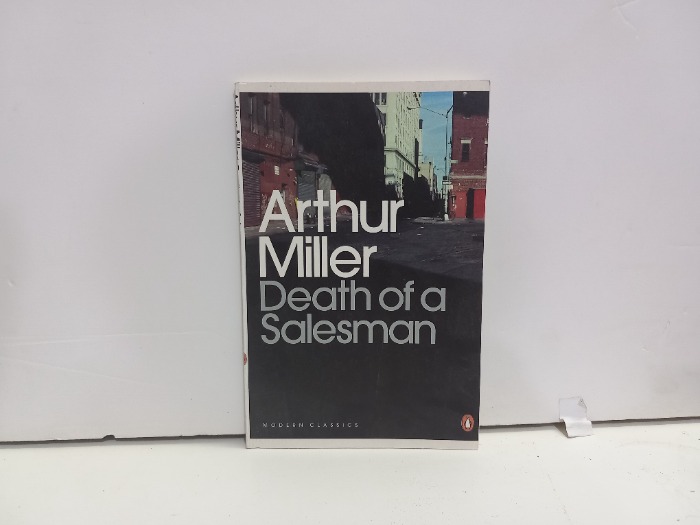 Arthur
Miller
Death of a
Salesman
MODERN CLASSICS